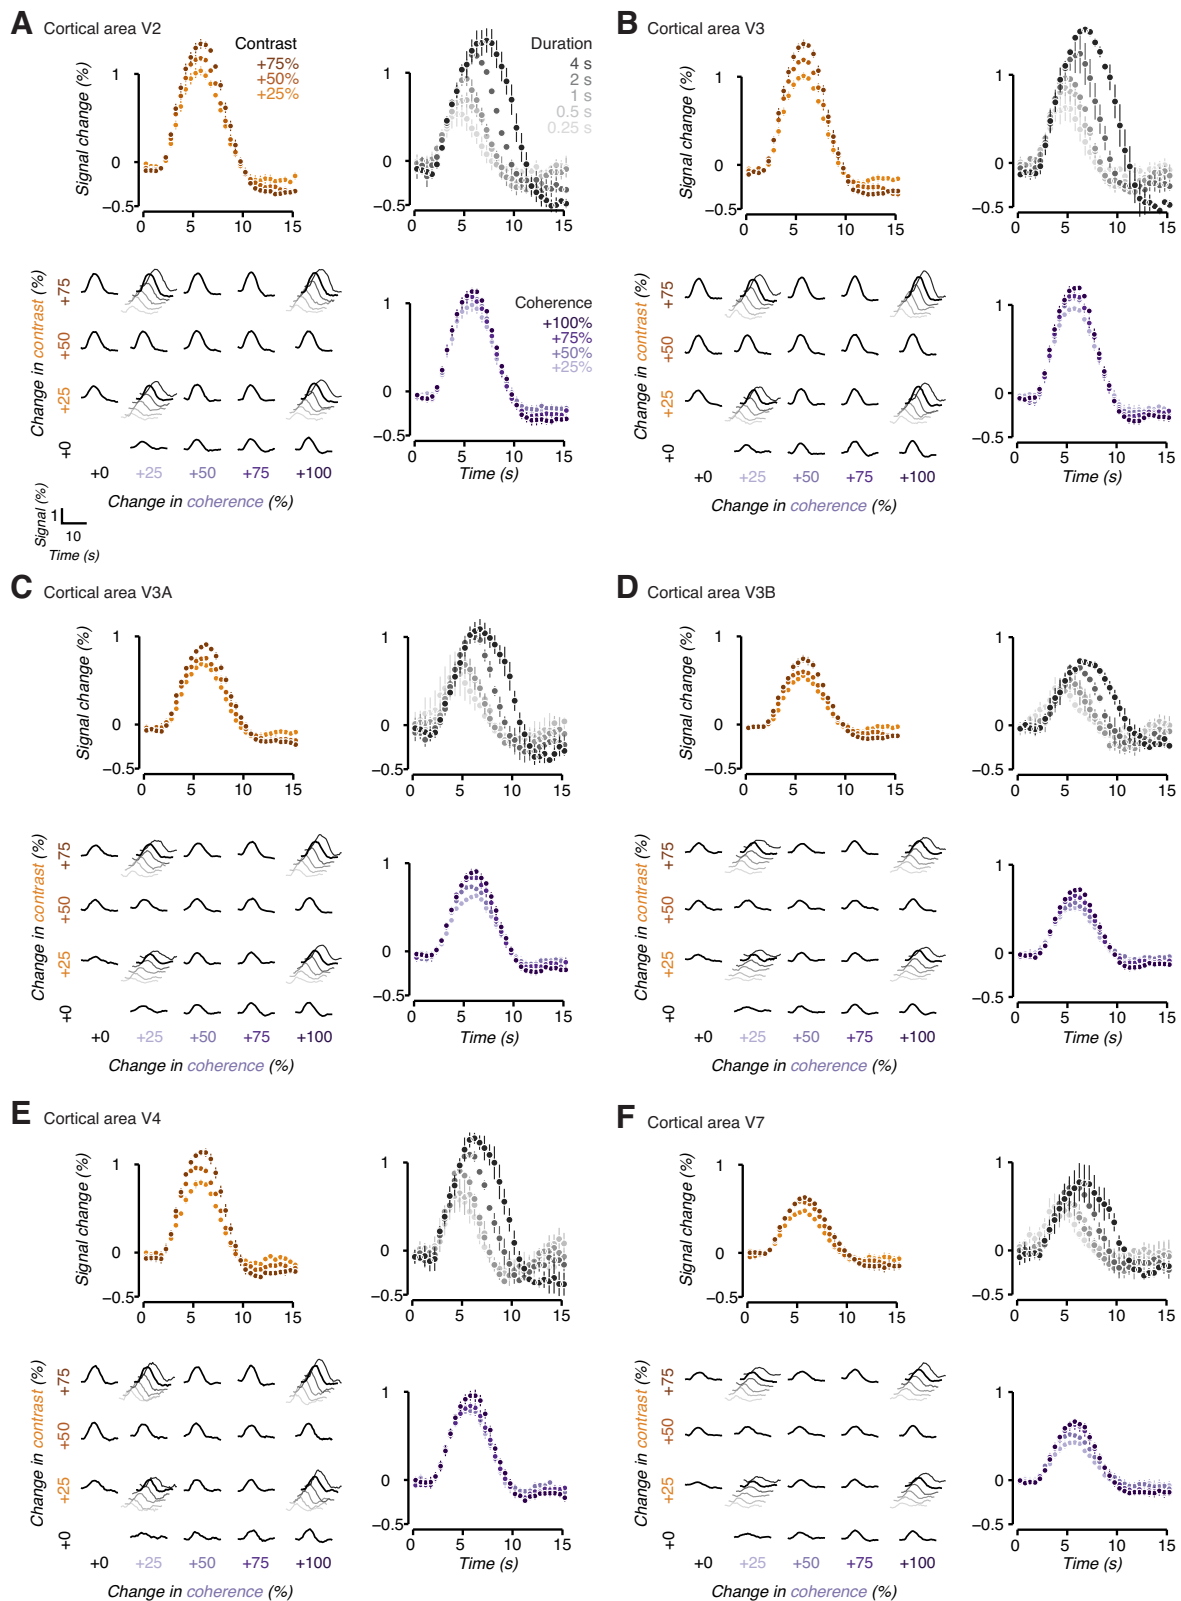 A Cortical area V2
Signal change (%)
1
0
−0.5
0 5 10 15
Contrast
+75%
+50%
+25%
1
0
−0.5
0 5 10 15
Duration
4 s
2 s
1 s
0.5 s
0.25 s
Change in contrast (%)
+75
+50
+25
+0
+0 +25 +50 +75 +100
Change in coherence (%)
Signal (%)
1
10
Time (s)
1
0
−0.5
0 5 10 15
Time (s)
Coherence
+100%
+75%
+50%
+25%
B Cortical area V3
Signal change (%)
1
0
−0.5
0 5 10 15
1
0
−0.5
0 5 10 15
Change in contrast (%)
+75
+50
+25
+0
+0 +25 +50 +75 +100
Change in coherence (%)
1
0
−0.5
0 5 10 15
Time (s)
C Cortical area V3A
Signal change (%)
1
0
−0.5
0 5 10 15
1
0
−0.5
0 5 10 15
Change in contrast (%)
+75
+50
+25
+0
+0 +25 +50 +75 +100
Change in coherence (%)
1
0
−0.5
0 5 10 15
Time (s)
D Cortical area V3B
Signal change (%)
1
0
−0.5
0 5 10 15
1
0
−0.5
0 5 10 15
Change in contrast (%)
+75
+50
+25
+0
+0 +25 +50 +75 +100
Change in coherence (%)
1
0
−0.5
0 5 10 15
Time (s)
E Cortical area V4
Signal change (%)
1
0
−0.5
0 5 10 15
1
0
−0.5
0 5 10 15
Change in contrast (%)
+75
+50
+25
+0
+0 +25 +50 +75 +100
Change in coherence (%)
1
0
−0.5
0 5 10 15
Time (s)
F Cortical area V7
Signal change (%)
1
0
−0.5
0 5 10 15
1
0
−0.5
0 5 10 15
Change in contrast (%)
+75
+50
+25
+0
+0 +25 +50 +75 +100
Change in coherence (%)
1
0
−0.5
0 5 10 15
Time (s)